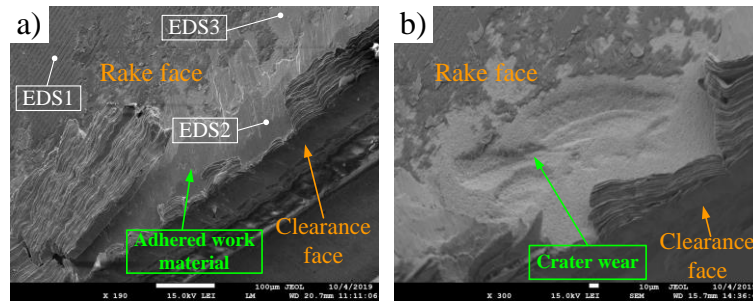 a)
EDS3
Rake face
EDS1
EDS2
Clearance
face
Adhered work
material
100µm JEOL 10/4/2019
X 190 15.0kV LEI LM WD 20.7mm 11:11:06
b)
Rake face
Crater wear
Clearance
face
10µm JEOL 10/4/20
X 300 15.0kV LEI SEM WD 15.7mm 14:3